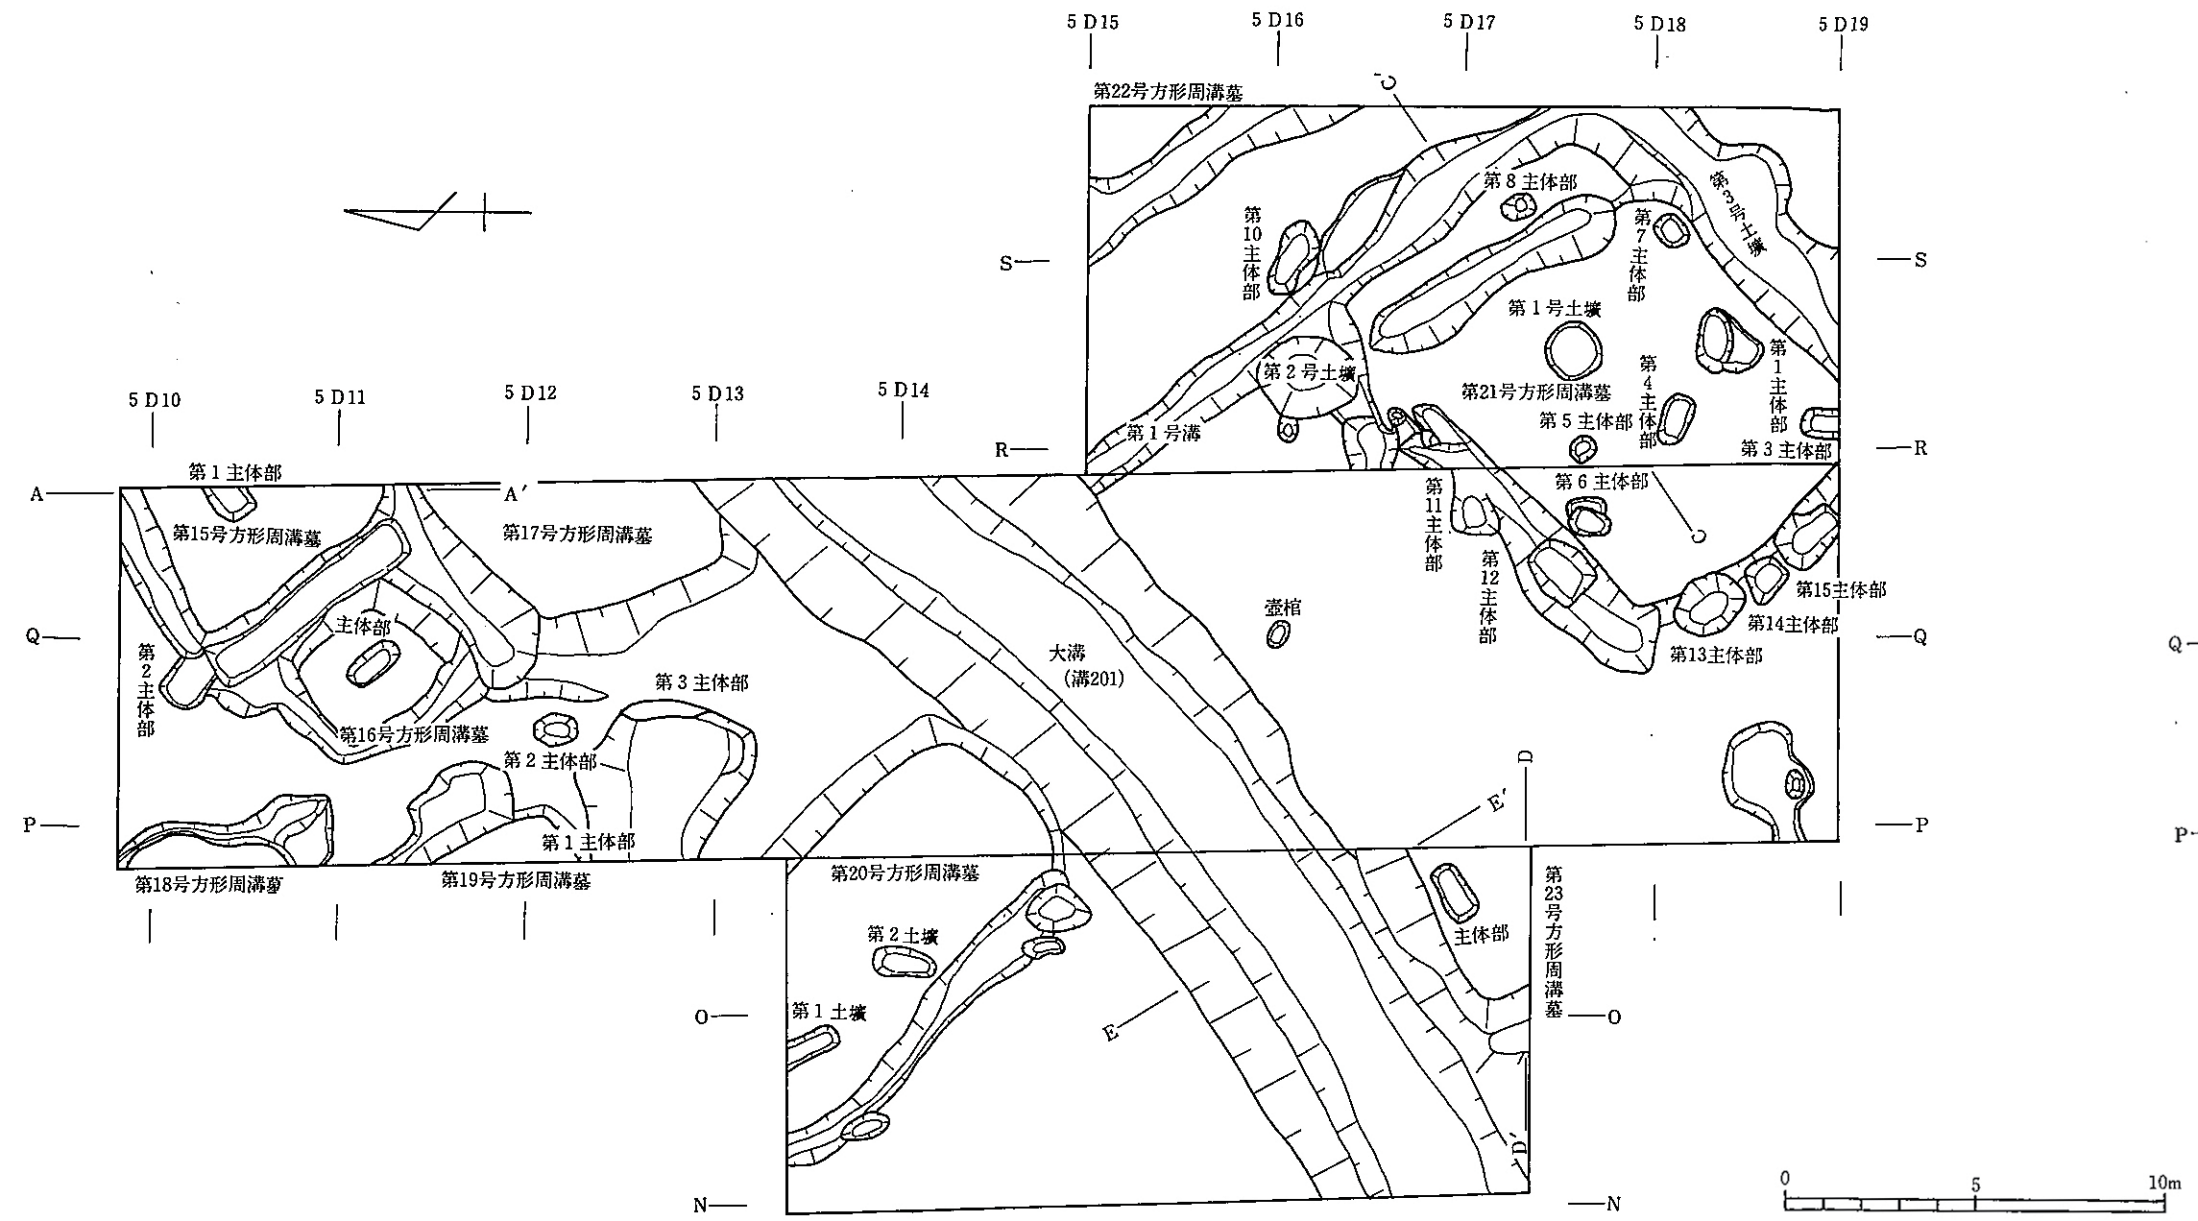 5 D15
5 D16
5 D17
5 D18
5 D19
第22号方形周溝墓
C'
第8主体部
第3号土壙
第10主体部
第7主体部
S
S
第1号土壙
第2号土壙
第4主体部
第1主体部
第21号方形周溝墓
第5主体部
第1号溝
第3主体部
R
R
5 D10
5 D11
5 D12
5 D13
5 D14
第1主体部
A
A'
第15号方形周溝墓
第17号方形周溝墓
第6主体部
第11主体部
C
第12主体部
第15主体部
壺棺
主体部
第14主体部
Q
Q
Q
第2主体部
大溝
(溝201)
第13主体部
第3主体部
第16号方形周溝墓
第2主体部
D
E'
P
P
P
第1主体部
第18号方形周溝墓
第19号方形周溝墓
第20号方形周溝墓
第23号方形周溝墓
第2土壙
主体部
第1土壙
O
O
E
D'
N
N
0
5
10m